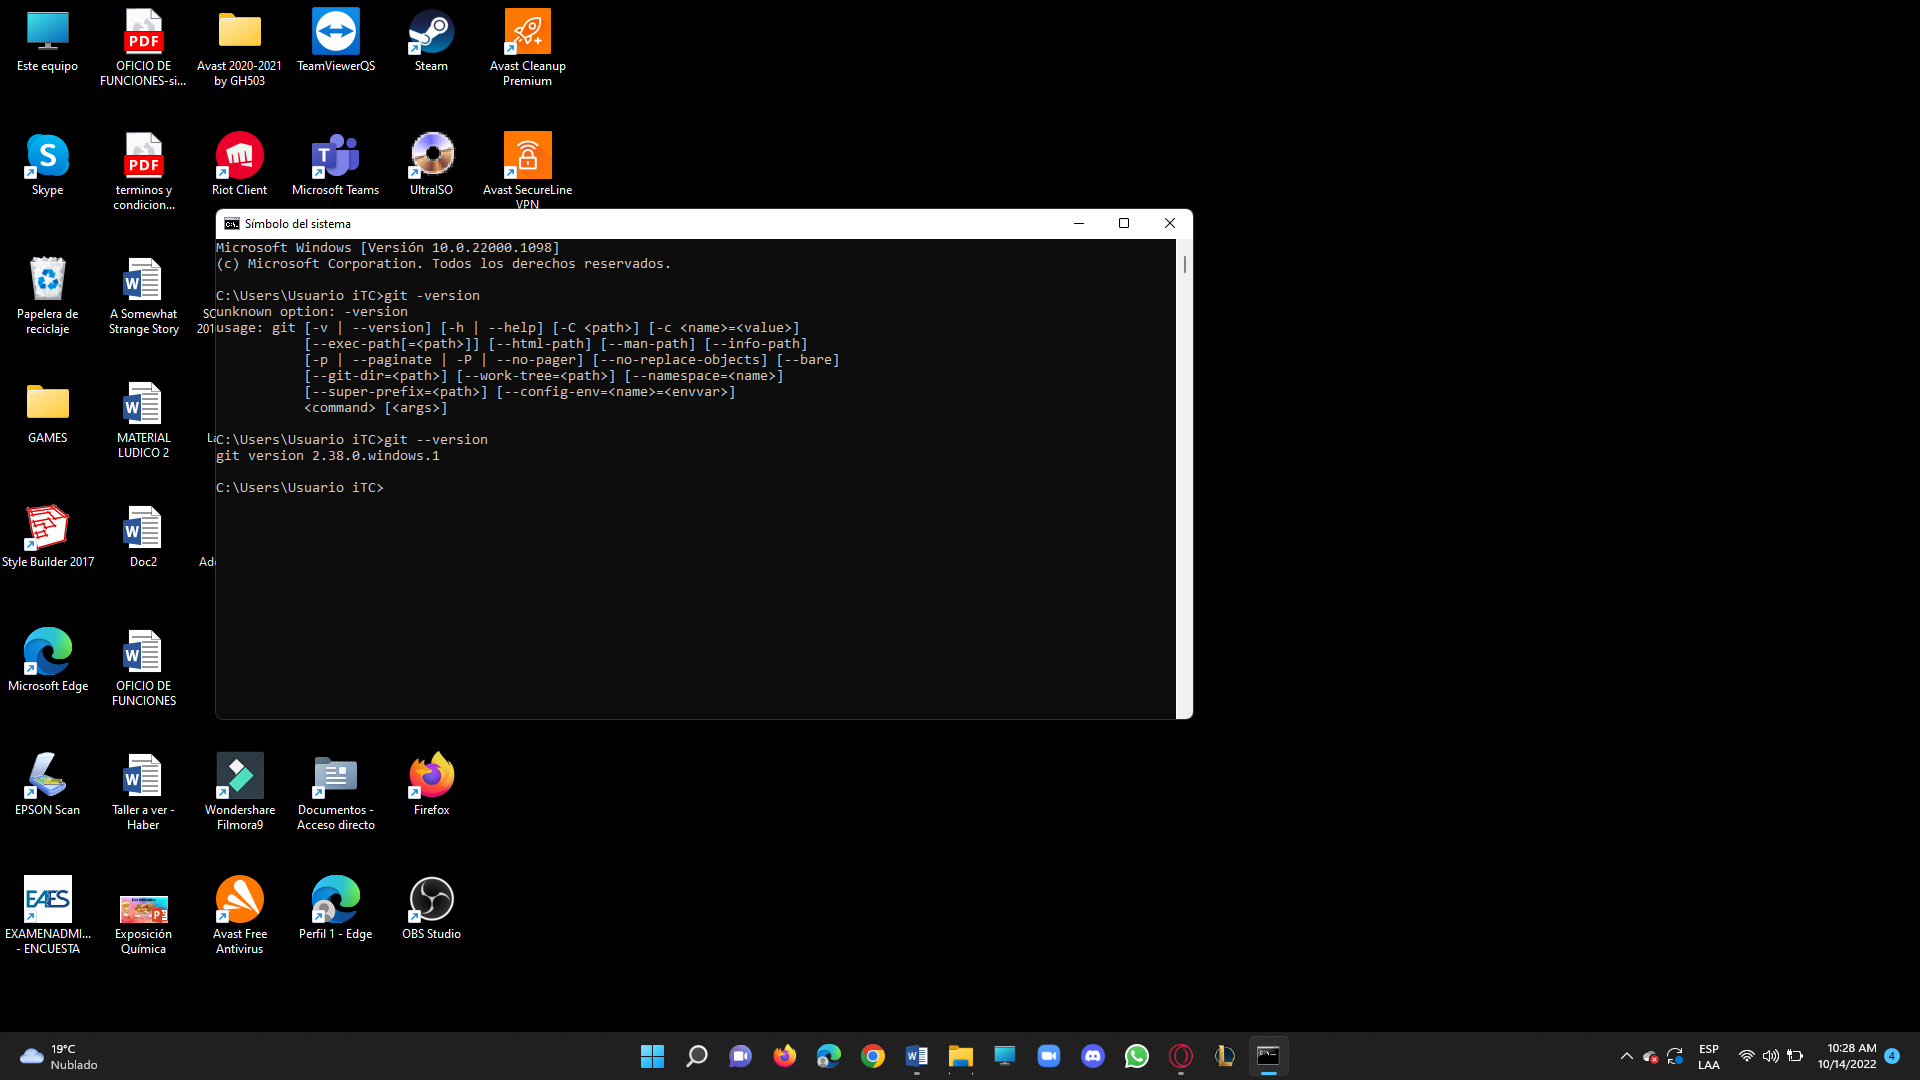 Este equipo
OFICIO DE
FUNCIONES-si...
Avast 2020-2021
by GH503
TeamViewerQS
Steam
Avast Cleanup
Premium
Skype
terminos y
condicion...
Riot Client
Microsoft Teams
UltraISO
Avast SecureLine
VPN
Símbolo del sistema
Microsoft Windows [Versión 10.0.22000.1098]
(c) Microsoft Corporation. Todos los derechos reservados.
C:\Users\Usuario iTC>git -version
unknown option: -version
usage: git [-v | --version] [-h | --help] [-C <path>] [-c <name>=<value>]
[--exec-path[=<path>]] [--html-path] [--man-path] [--info-path]
[-p | --paginate | -P | --no-pager] [--no-replace-objects] [--bare]
[--git-dir=<path>] [--work-tree=<path>] [--namespace=<name>]
[--super-prefix=<path>] [--config-env=<name>=<envvar>]
<command> [<args>]
C:\Users\Usuario iTC>git --version
git version 2.38.0.windows.1
C:\Users\Usuario iTC>
Papelera de
reciclaje
A Somewhat
Strange Story
GAMES
MATERIAL
LUDICO 2
Style Builder 2017
Doc2
Microsoft Edge
OFICIO DE
FUNCIONES
EPSON Scan
Taller a ver -
Haber
Wondershare
Filmora9
Documentos -
Acceso directo
Firefox
EAES
EXAMENADMI...
- ENCUESTA
Exposición
Química
Avast Free
Antivirus
Perfil 1 - Edge
OBS Studio
19°C
Nublado
ESP
LAA
10:28 AM
10/14/2022
4